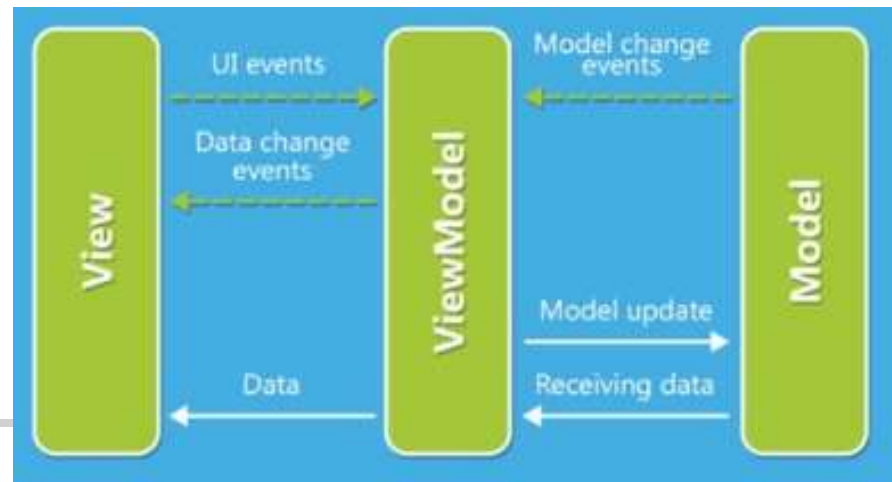 View
UI events
Data change
events
Data
ViewModel
Model change
events
Model update
Receiving data
Model